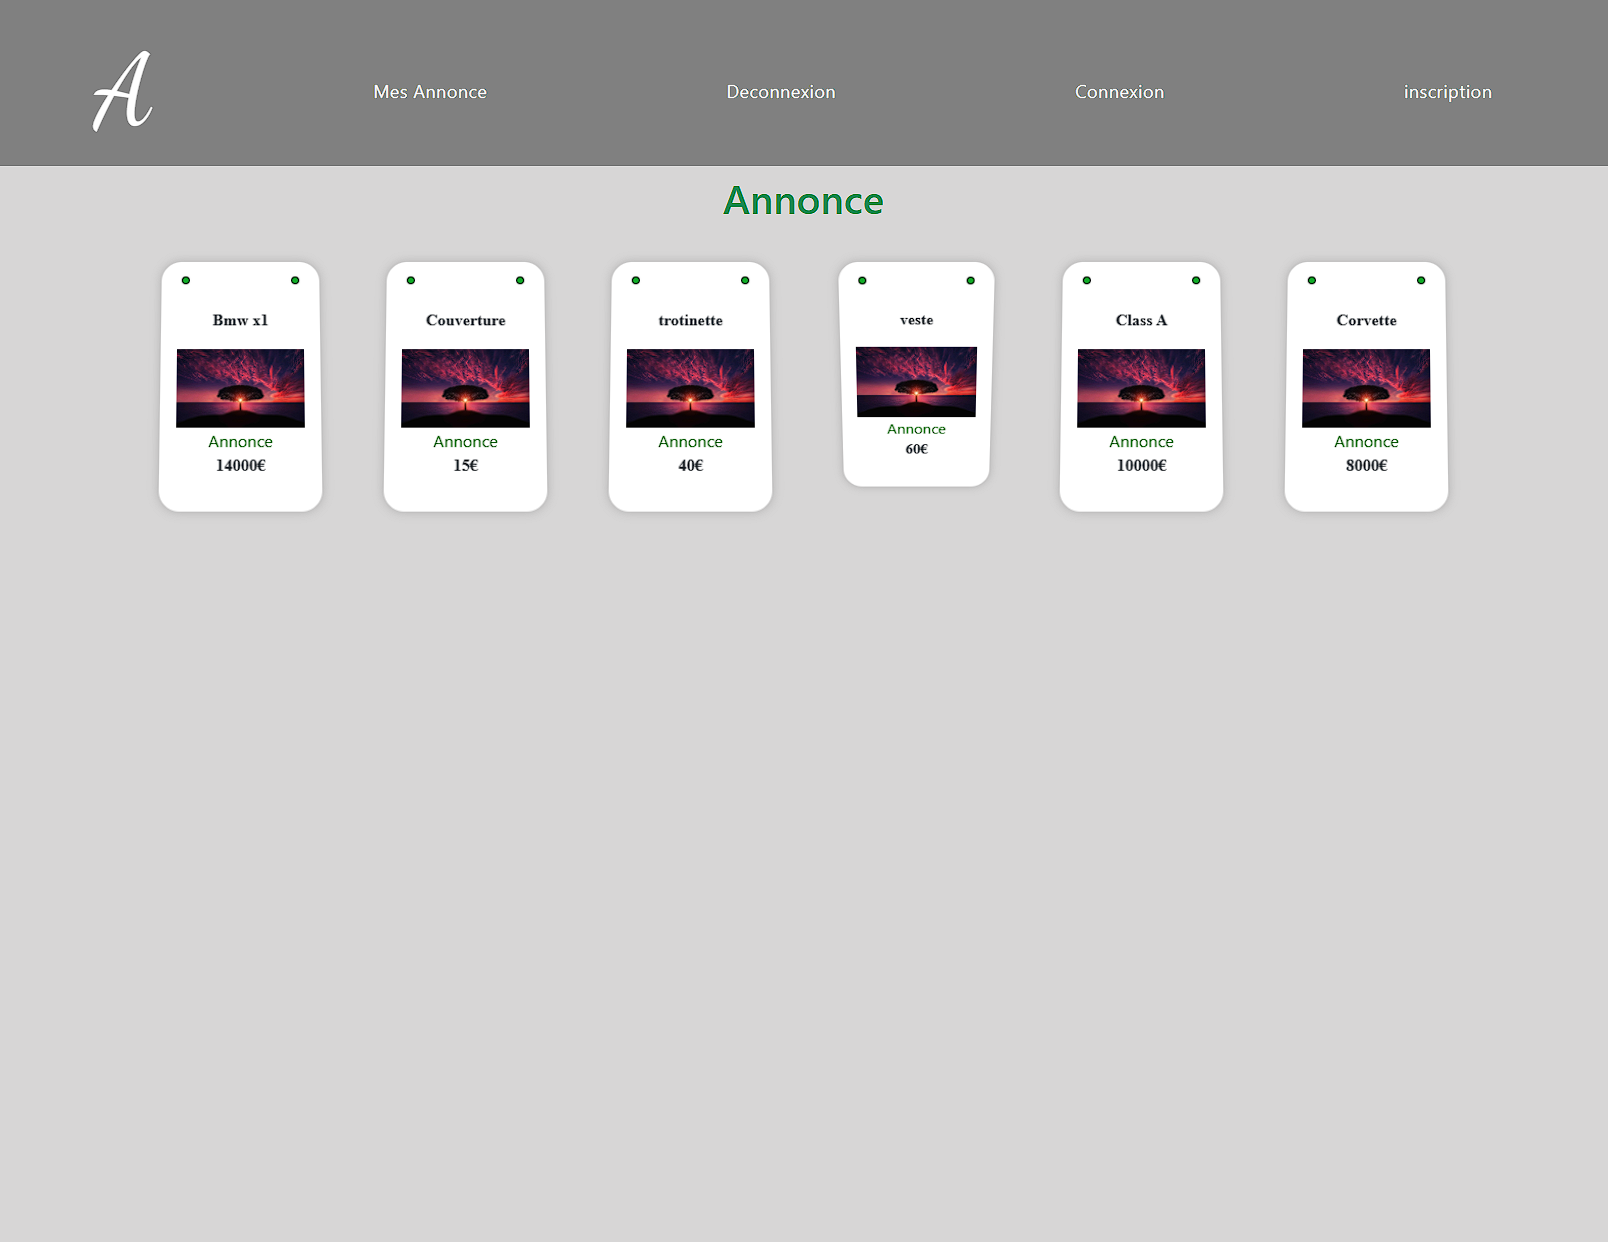 A
Mes Annonce
Deconnexion
Connexion
inscription
Annonce
Bmw x1
Annonce
14000€
Couverture
Annonce
15€
trotinette
Annonce
40€
veste
Annonce
60€
Class A
Annonce
10000€
Corvette
Annonce
8000€